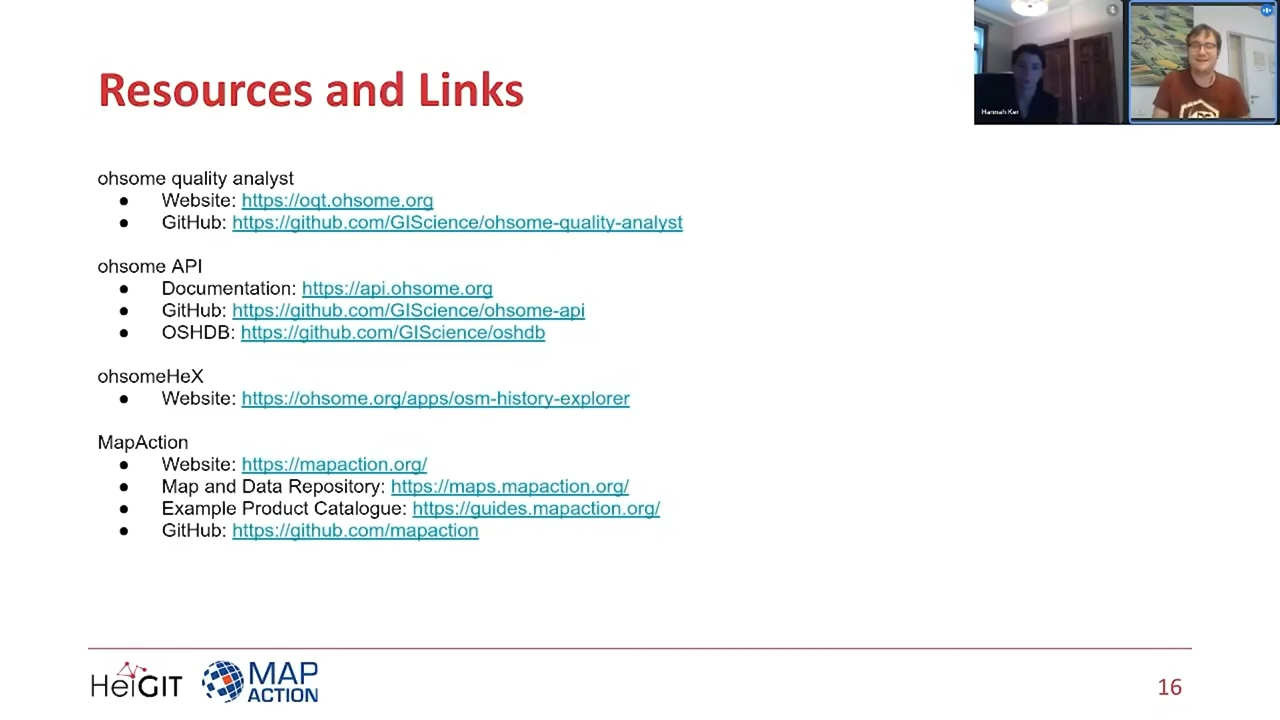 Resources and Links
Hannah Ker
ohsome quality analyst
● Website: https://oqt.ohsome.org
● GitHub: https://github.com/GIScience/ohsome-quality-analyst
ohsome API
● Documentation: https://api.ohsome.org
● GitHub: https://github.com/GIScience/ohsome-api
● OSHDB: https://github.com/GIScience/oshdb
ohsomeHeX
● Website: https://ohsome.org/apps/osm-history-explorer
MapAction
● Website: https://mapaction.org/
● Map and Data Repository: https://maps.mapaction.org/
● Example Product Catalogue: https://guides.mapaction.org/
● GitHub: https://github.com/mapaction
HeiGIT
MAP
ACTION
16